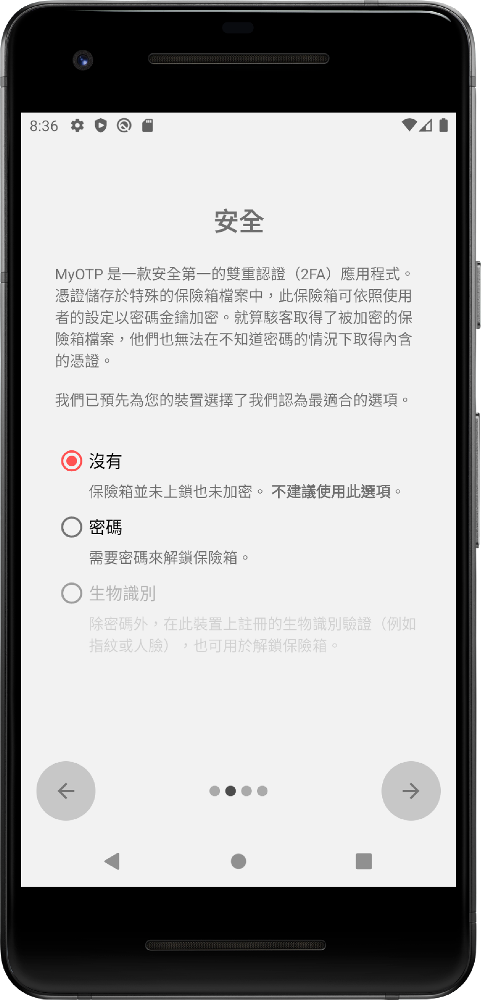 8:36
安全
MyOTP 是一款安全第一的雙重認證（2FA）應用程式。
憑證儲存於特殊的保險箱檔案中，此保險箱可依照使用
者的設定以密碼金鑰加密。就算駭客取得了被加密的保
險箱檔案，他們也無法在不知道密碼的情況下取得內含
的憑證。
我們已預先為您的裝置選擇了我們認為最適合的選項。
沒有
保險箱並未上鎖也未加密。 不建議使用此選項。
密碼
需要密碼來解鎖保險箱。
生物識別
除密碼外，在此裝置上註冊的生物識別驗證（例如
指紋或人臉），也可用於解鎖保險箱。